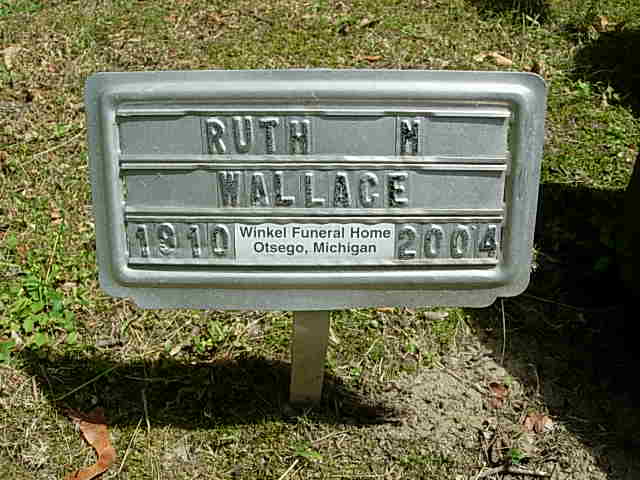 RUTH M
WALLACE
1910 Winkel Funeral Home 2004
Otsego, Michigan